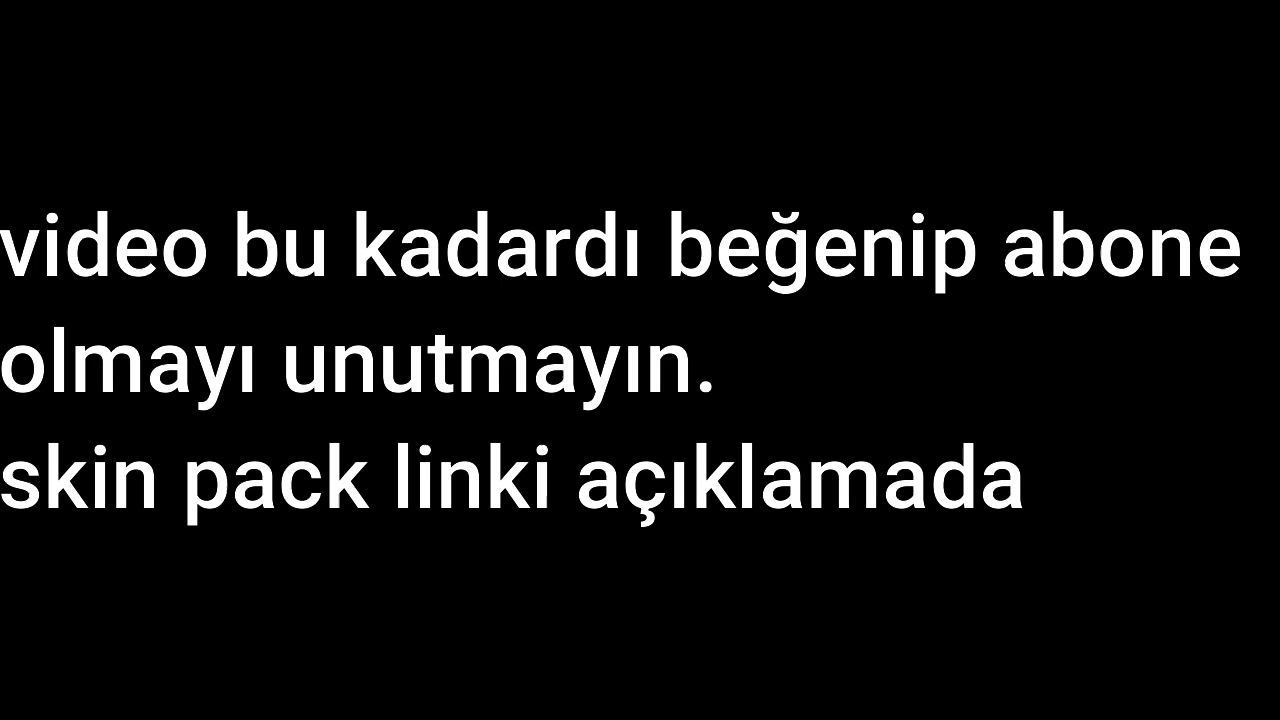 video bu kadardı beğenip abone
olmayı unutmayın.
skin pack linki açıklamada